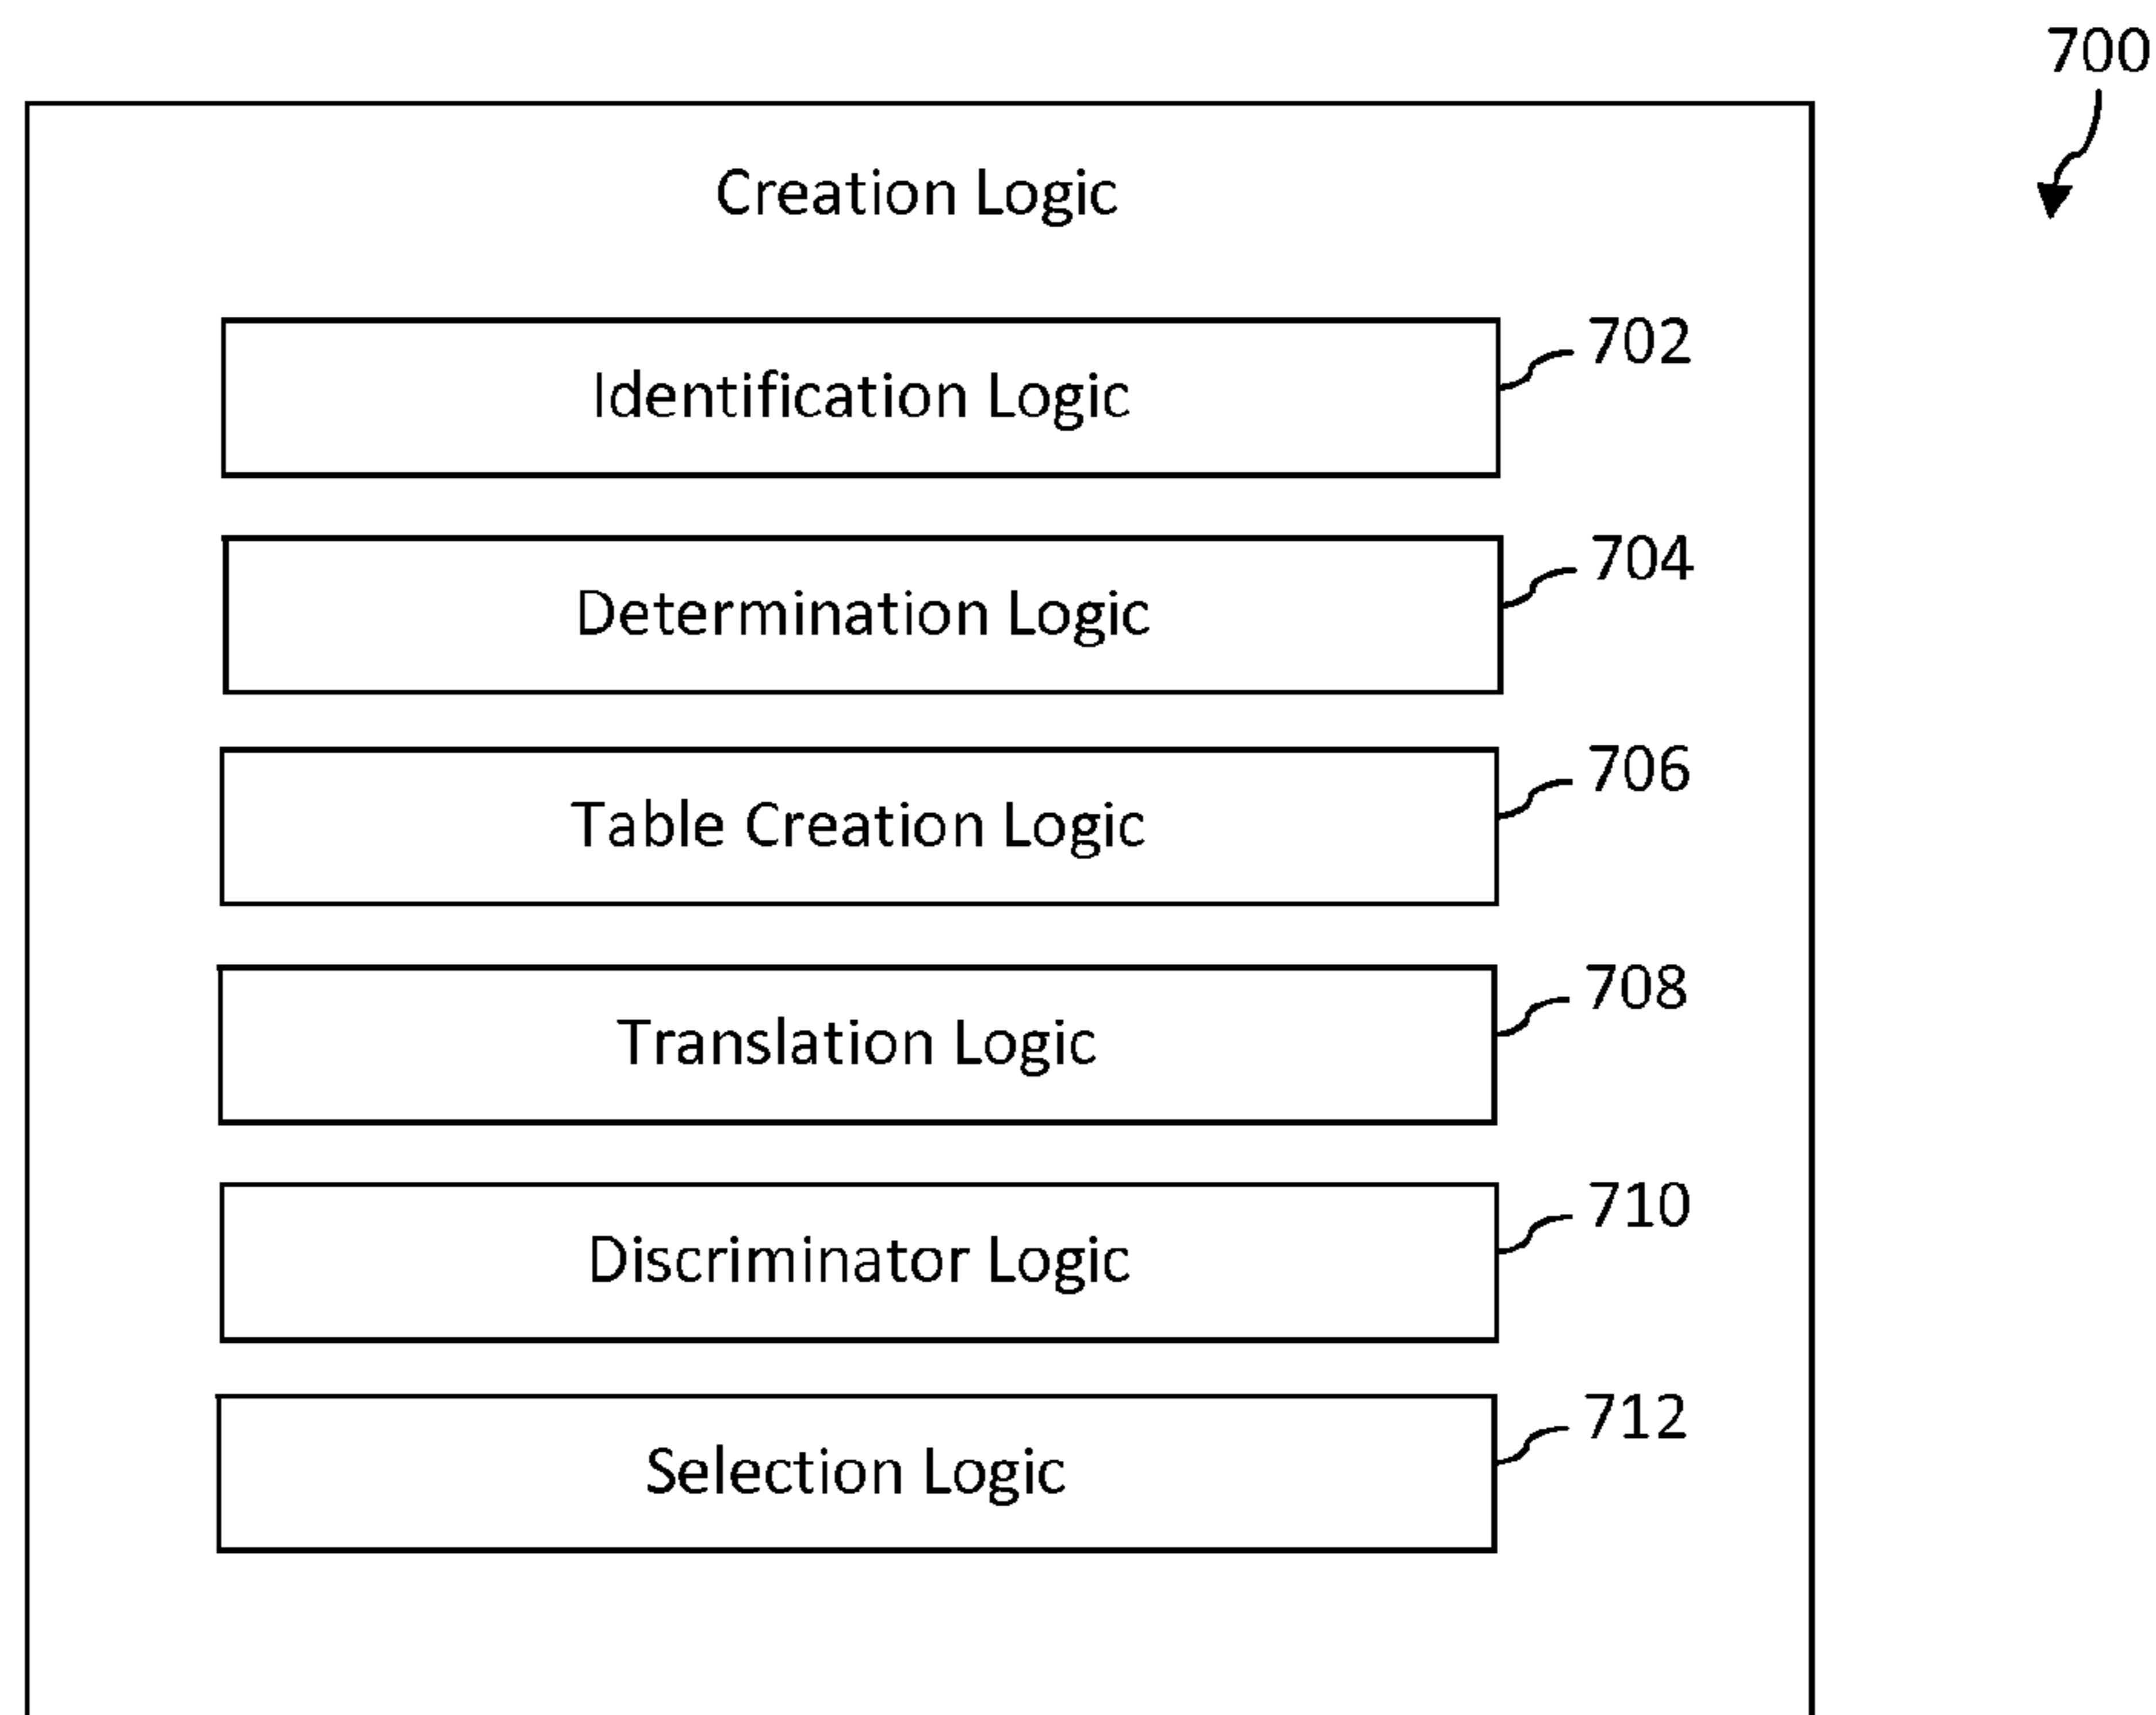 700
Creation Logic
Identification Logic
702
Determination Logic
704
Table Creation Logic
706
Translation Logic
708
Discriminator Logic
710
Selection Logic
712